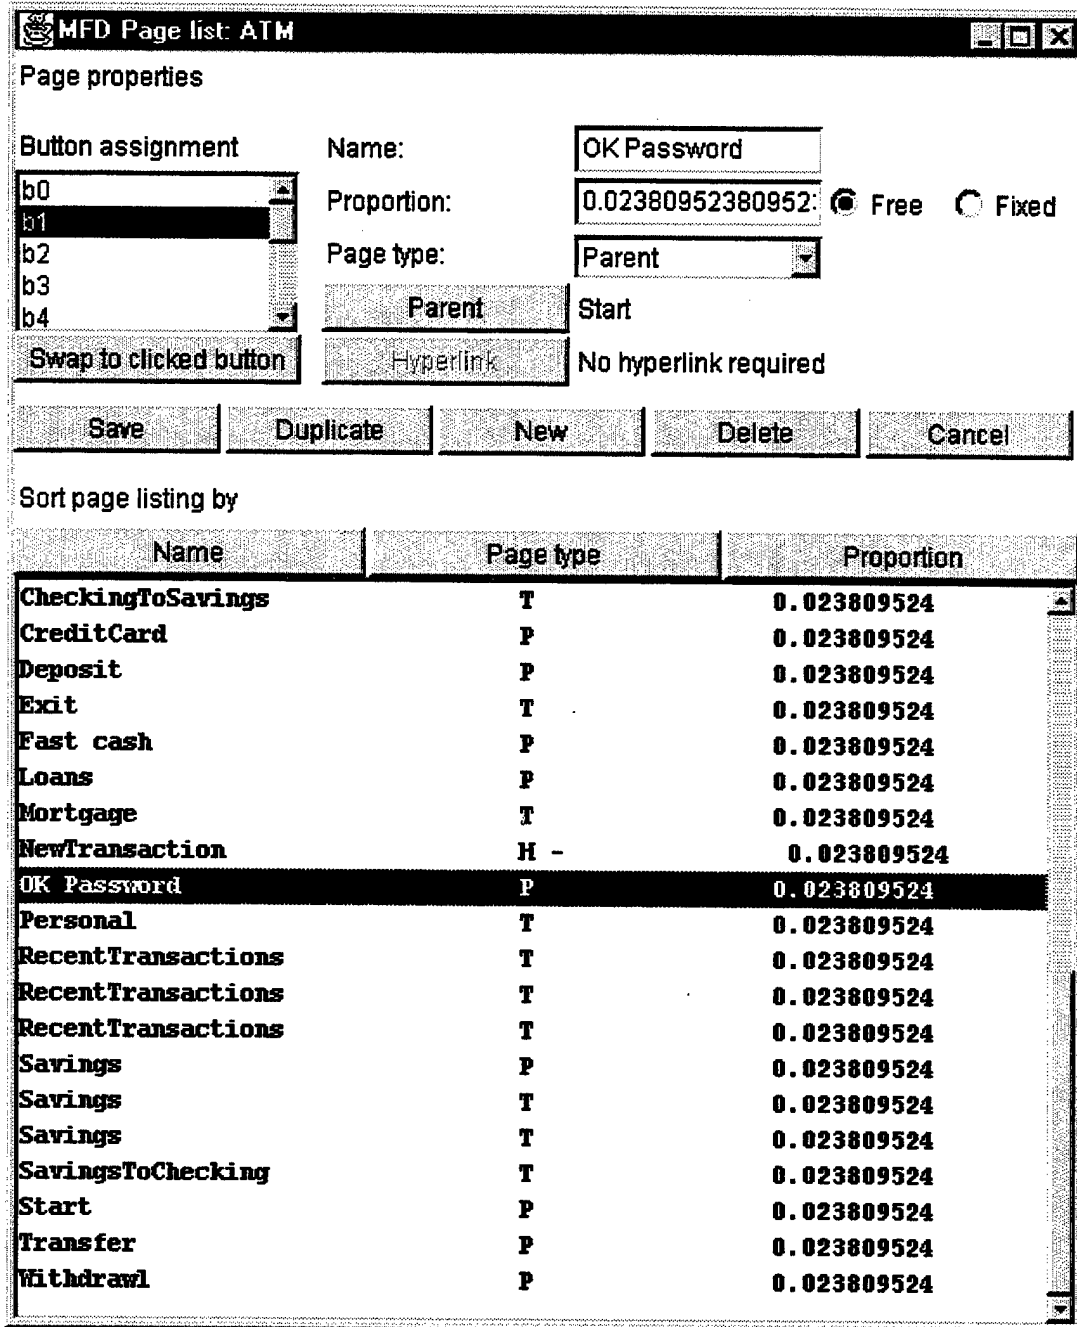 MFD Page list: ATM
Page properties
Button assignment
Name: OK Password
b0
b1
b2
b3
b4
Proportion: 0.02380952380952: Free Fixed
Page type: Parent
Parent Start
Swap to clicked button
Hyperlink No hyperlink required
Save Duplicate New Delete Cancel
Sort page listing by
Name Page type Proportion
CheckingToSavings T 0.023809524
CreditCard P 0.023809524
Deposit P 0.023809524
Exit T 0.023809524
Fast cash P 0.023809524
Loans P 0.023809524
Mortgage T 0.023809524
NewTransaction H - 0.023809524
OK Password P 0.023809524
Personal T 0.023809524
RecentTransactions T 0.023809524
RecentTransactions T 0.023809524
RecentTransactions T 0.023809524
Savings P 0.023809524
Savings T 0.023809524
Savings T 0.023809524
SavingsToChecking T 0.023809524
Start P 0.023809524
Transfer P 0.023809524
Withdrawl P 0.023809524